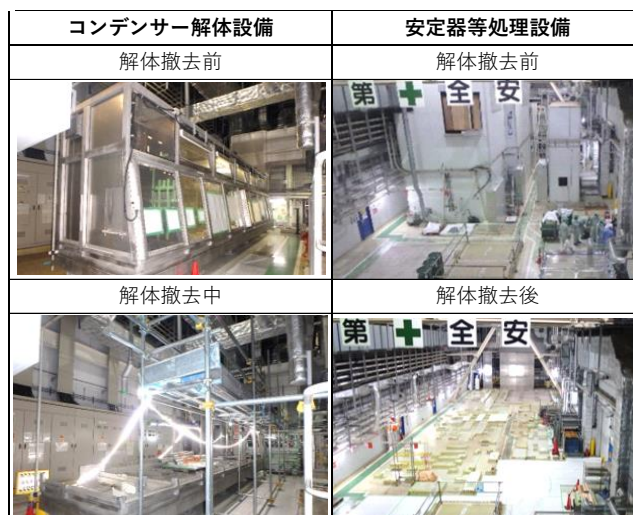 コンデンサー解体設備
安定器等処理設備
解体撤去前
解体撤去前
第 全 安
解体撤去中
解体撤去後
第 全 安